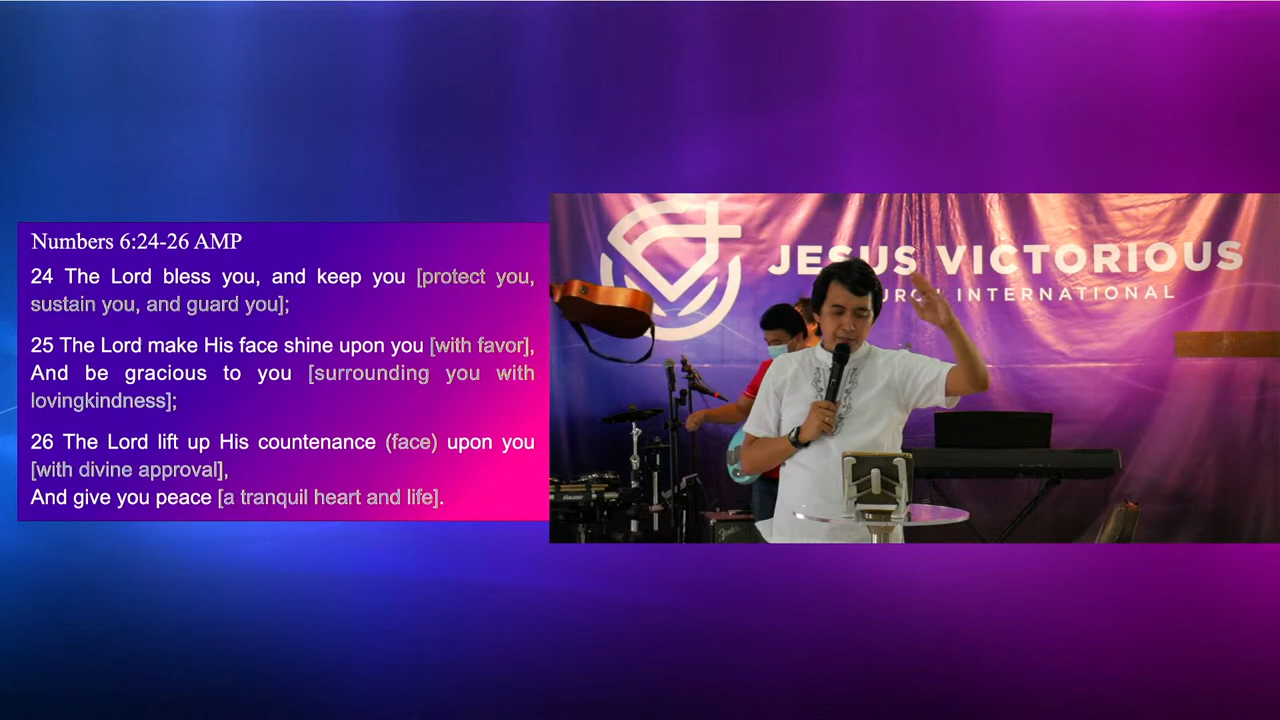 Numbers 6:24-26 AMP
24 The Lord bless you, and keep you [protect you,
sustain you, and guard you];
25 The Lord make His face shine upon you [with favor],
And be gracious to you [surrounding you with
lovingkindness];
26 The Lord lift up His countenance (face) upon you
[with divine approval],
And give you peace [a tranquil heart and life].
JESUS VICTORIOUS
INTERNATIONAL